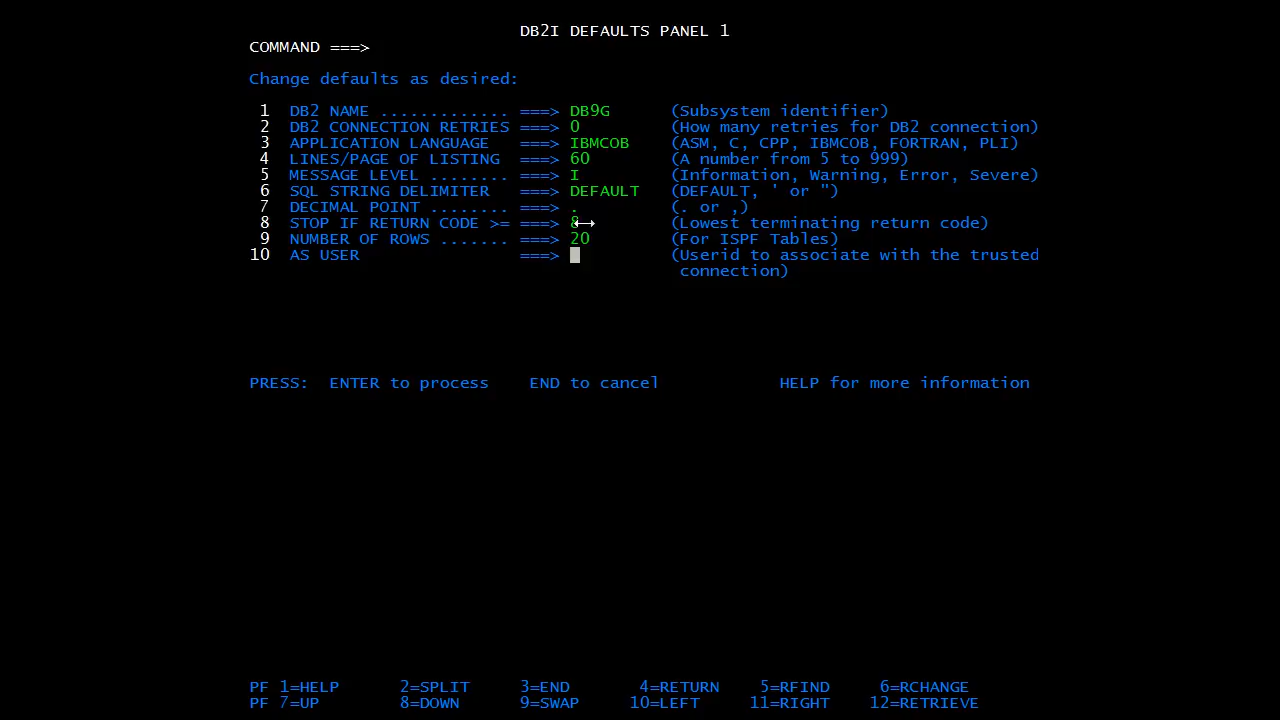 DB2I DEFAULTS PANEL 1
COMMAND ===>
Change defaults as desired:
1 DB2 NAME ............. ===> DB9G (Subsystem identifier)
2 DB2 CONNECTION RETRIES ===> 0 (How many retries for DB2 connection)
3 APPLICATION LANGUAGE ===> IBMCOB (ASM, C, CPP, IBMCOB, FORTRAN, PLI)
4 LINES/PAGE OF LISTING ===> 60 (A number from 5 to 999)
5 MESSAGE LEVEL ........ ===> I (Information, Warning, Error, Severe)
6 SQL STRING DELIMITER ===> DEFAULT (DEFAULT, ' or ")
7 DECIMAL POINT ........ ===> . (. or ,)
8 STOP IF RETURN CODE >= ===> 8 (Lowest terminating return code)
9 NUMBER OF ROWS ....... ===> 20 (For ISPF Tables)
10 AS USER ===> (Userid to associate with the trusted
connection)
PRESS: ENTER to process END to cancel HELP for more information
PF 1=HELP 2=SPLIT 3=END 4=RETURN 5=RFIND 6=RCHANGE
PF 7=UP 8=DOWN 9=SWAP 10=LEFT 11=RIGHT 12=RETRIEVE